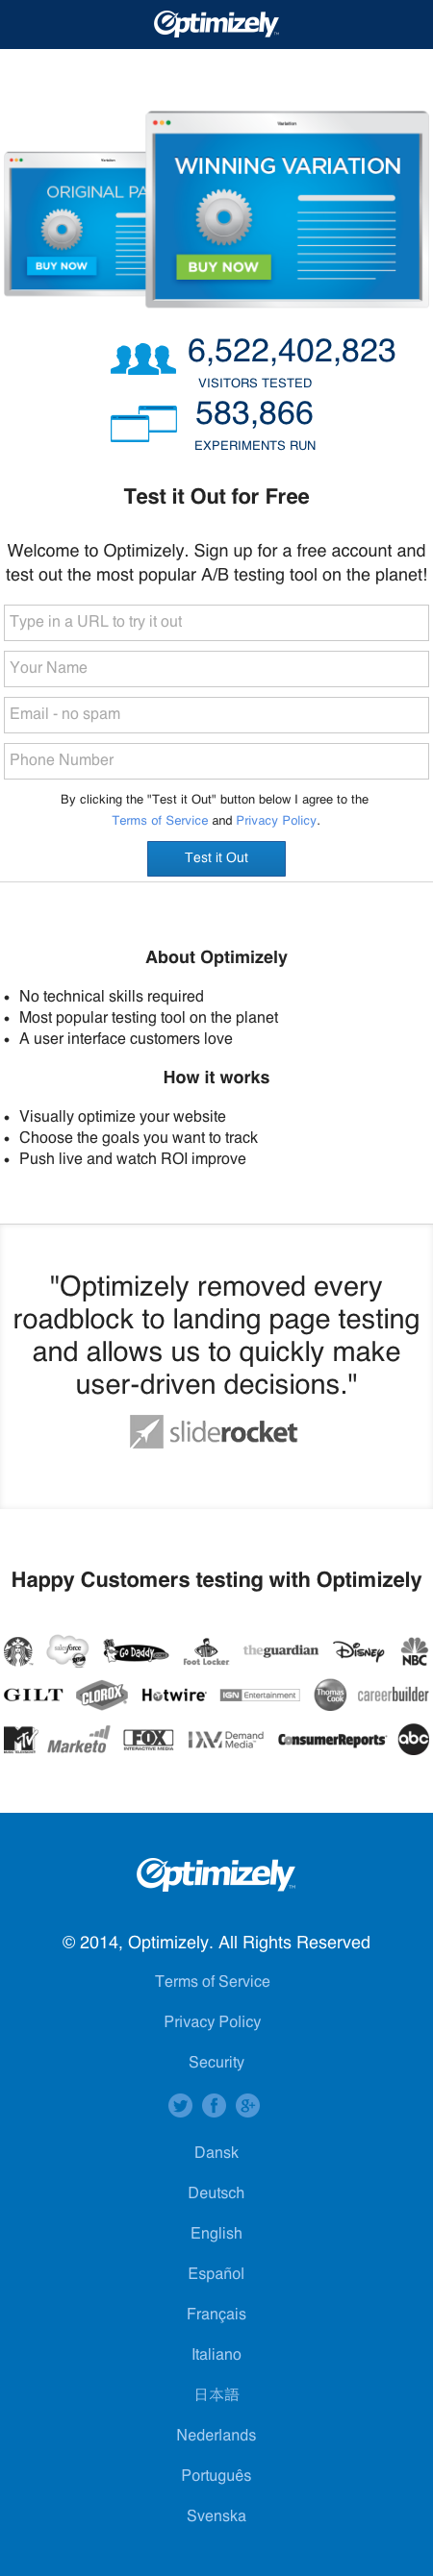 Optimizely
Variation
Variation
WINNING VARIATION
ORIGINAL PA
BUY NOW
BUY NOW
6,522,402,823
VISITORS TESTED
583,866
EXPERIMENTS RUN
Test it Out for Free
Welcome to Optimizely. Sign up for a free account and
test out the most popular A/B testing tool on the planet!
Type in a URL to try it out
Your Name
Email - no spam
Phone Number
By clicking the "Test it Out" button below I agree to the
Terms of Service and Privacy Policy.
Test it Out
About Optimizely
No technical skills required
Most popular testing tool on the planet
A user interface customers love
How it works
Visually optimize your website
Choose the goals you want to track
Push live and watch ROI improve
"Optimizely removed every
roadblock to landing page testing
and allows us to quickly make
user-driven decisions."
sliderocket
Happy Customers testing with Optimizely
salesforce Go Daddy Foot Locker theguardian Disney NBC
GILT CLOROX Hotwire IGN Entertainment Thomas Cook careerbuilder
MTV MUSIC TELEVISION Marketo FOX INTERACTIVE MEDIA Demand Media ConsumerReports abc
Optimizely
© 2014, Optimizely. All Rights Reserved
Terms of Service
Privacy Policy
Security
Dansk
Deutsch
English
Español
Français
Italiano
日本語
Nederlands
Português
Svenska